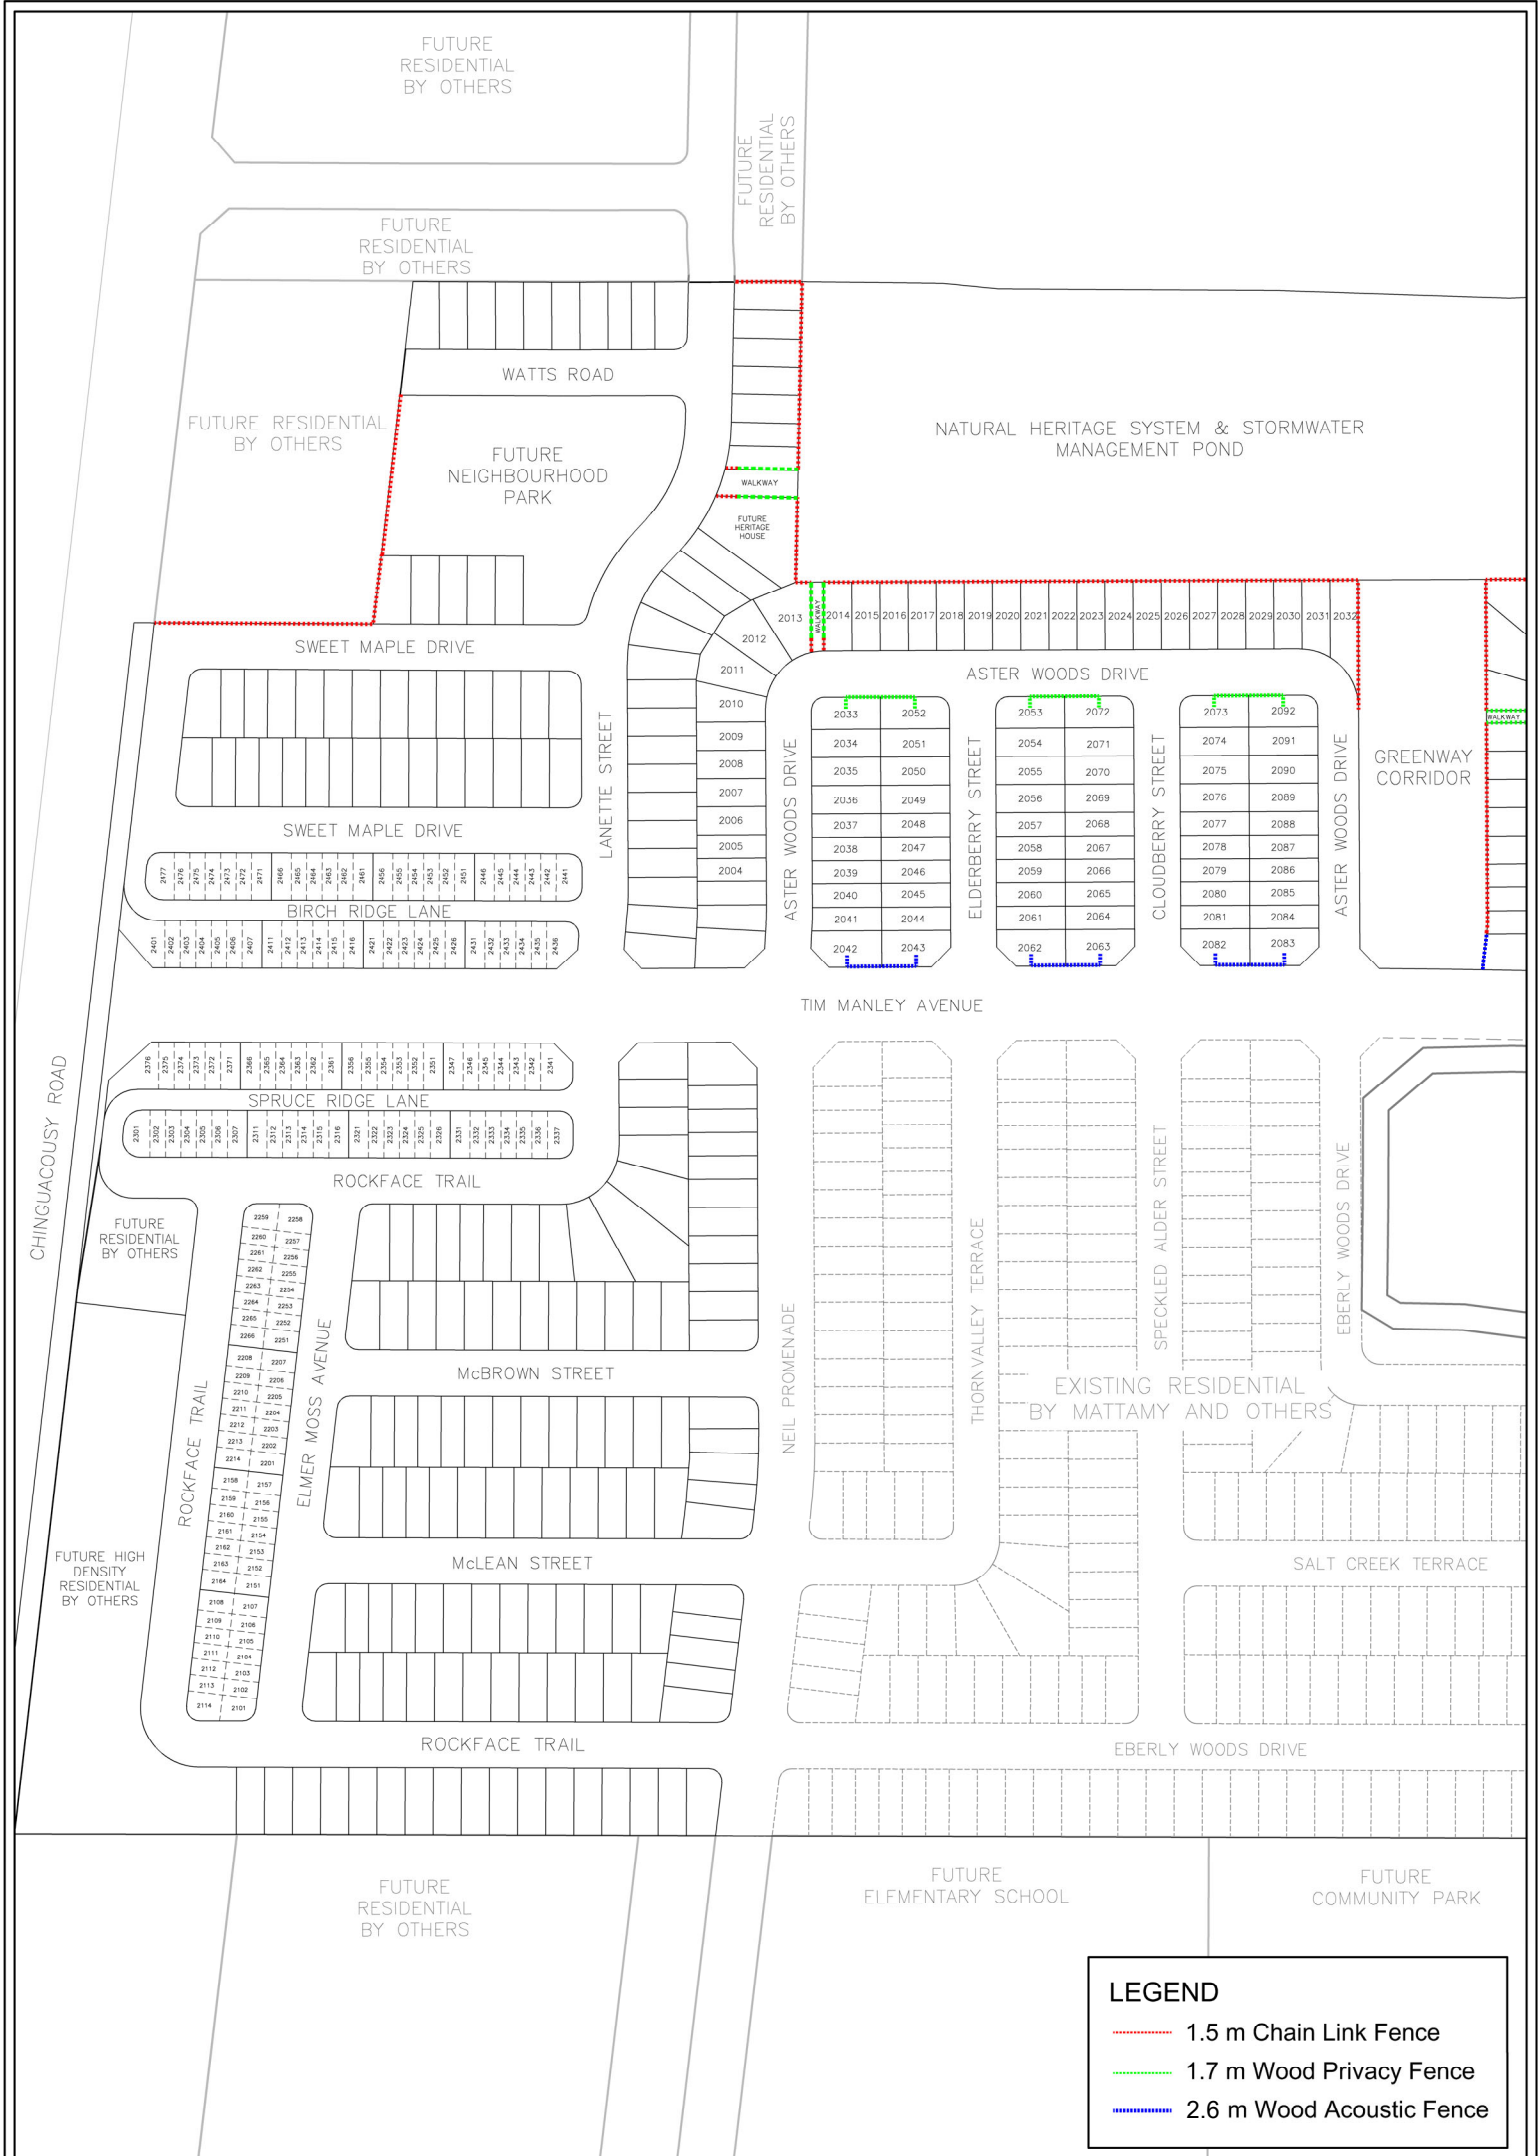 FUTURE
RESIDENTIAL
BY OTHERS
FUTURE
RESIDENTIAL
BY OTHERS
FUTURE
RESIDENTIAL
BY OTHERS
WATTS ROAD
FUTURE RESIDENTIAL
BY OTHERS
FUTURE
NEIGHBOURHOOD
PARK
NATURAL HERITAGE SYSTEM & STORMWATER
MANAGEMENT POND
WALKWAY
FUTURE
HERITAGE
HOUSE
WALKWAY
2013
2014 2015 2016 2017 2018 2019 2020 2021 2022 2023 2024 2025 2026 2027 2028 2029 2030 2031 2032
2012
2011
2010
2009
2008
2007
2006
2005
2004
SWEET MAPLE DRIVE
ASTER WOODS DRIVE
LANETTE STREET
ASTER WOODS DRIVE
2033 2052
2034 2051
2035 2050
2036 2049
2037 2048
2038 2047
2039 2046
2040 2045
2041 2044
2042 2043
ELDERBERRY STREET
2053 2072
2054 2071
2055 2070
2056 2069
2057 2068
2058 2067
2059 2066
2060 2065
2061 2064
2062 2063
CLOUDBERRY STREET
2073 2092
2074 2091
2075 2090
2076 2089
2077 2088
2078 2087
2079 2086
2080 2085
2081 2084
2082 2083
ASTER WOODS DRIVE
GREENWAY
CORRIDOR
WALKWAY
SWEET MAPLE DRIVE
2477 2476 2475 2474 2473 2472 2471 2466 2465 2464 2463 2462 2461 2456 2455 2454 2453 2452 2451 2446 2445 2444 2443 2442 2441
BIRCH RIDGE LANE
2401 2402 2403 2404 2405 2406 2407 2411 2412 2413 2414 2415 2416 2421 2422 2423 2424 2425 2426 2431 2432 2433 2434 2435 2436
TIM MANLEY AVENUE
CHINGUACOUSY ROAD
2376 2375 2374 2373 2372 2371 2366 2365 2364 2363 2362 2361 2356 2355 2354 2353 2352 2351 2347 2346 2345 2344 2343 2342 2341
SPRUCE RIDGE LANE
2301 2302 2303 2304 2305 2306 2307 2311 2312 2313 2314 2315 2316 2321 2322 2323 2324 2325 2326 2331 2332 2333 2334 2335 2336 2337
ROCKFACE TRAIL
FUTURE
RESIDENTIAL
BY OTHERS
2259 2258
2260 2257
2261 2256
2262 2255
2263 2254
2264 2253
2265 2252
2266 2251
2208 2207
2209 2206
2210 2205
2211 2204
2212 2203
2213 2202
2214 2201
2158 2157
2159 2156
2160 2155
2161 2154
2162 2153
2163 2152
2164 2151
2108 2107
2109 2106
2110 2105
2111 2104
2112 2103
2113 2102
2114 2101
ROCKFACE TRAIL
ELMER MOSS AVENUE
McBROWN STREET
McLEAN STREET
FUTURE HIGH
DENSITY
RESIDENTIAL
BY OTHERS
ROCKFACE TRAIL
NEIL PROMENADE
THORNVALLEY TERRACE
SPECKLED ALDER STREET
EBERLY WOODS DRIVE
EXISTING RESIDENTIAL
BY MATTAMY AND OTHERS
SALT CREEK TERRACE
EBERLY WOODS DRIVE
FUTURE
RESIDENTIAL
BY OTHERS
FUTURE
ELEMENTARY SCHOOL
FUTURE
COMMUNITY PARK
LEGEND
1.5 m Chain Link Fence
1.7 m Wood Privacy Fence
2.6 m Wood Acoustic Fence